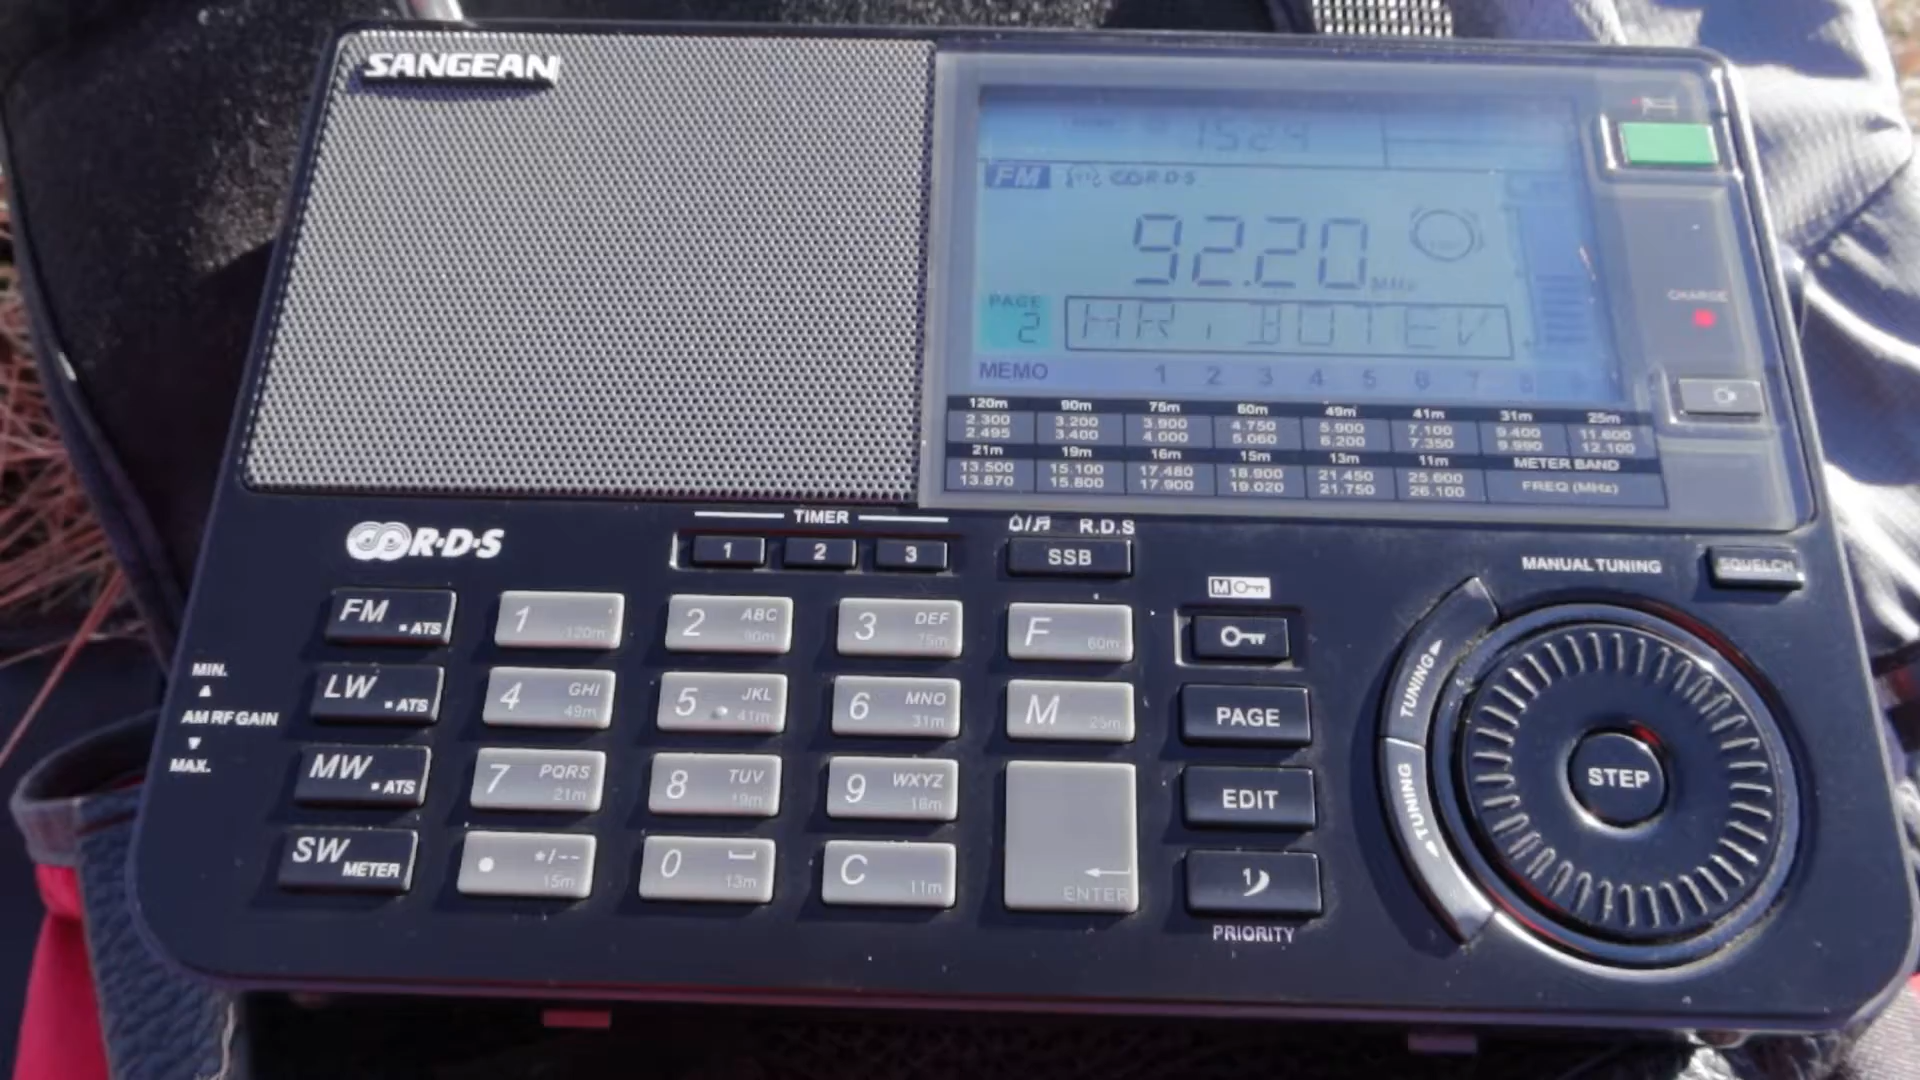 SANGEAN
1524
FM R·D·S
92.20 MHz
PAGE
2
HR. BOTEV
MEMO 1 2 3 4 5 6 7 8
120m 90m 75m 60m 49m 41m 31m 25m
2.300 3.200 3.900 4.750 5.900 7.100 9.400 11.600
2.495 3.400 4.000 5.060 6.200 7.350 9.990 12.100
21m 19m 16m 15m 13m 11m METER BAND
13.500 15.100 17.480 18.900 21.450 25.600 FREQ (MHz)
13.870 15.800 17.900 19.020 21.750 26.100
CHARGE
R·D·S
TIMER
1 2 3
R.D.S
SSB
MANUAL TUNING
SQUELCH
M
FM •ATS 1 120m 2 ABC 90m 3 DEF 75m F 60m
LW •ATS 4 GHI 49m 5 JKL 41m 6 MNO 31m M 25m
MW •ATS 7 PQRS 21m 8 TUV 19m 9 WXYZ 16m
SW METER • */-- 15m 0 13m C 11m ENTER
MIN.
AM RF GAIN
MAX.
PAGE
EDIT
1
PRIORITY
TUNING
TUNING
STEP